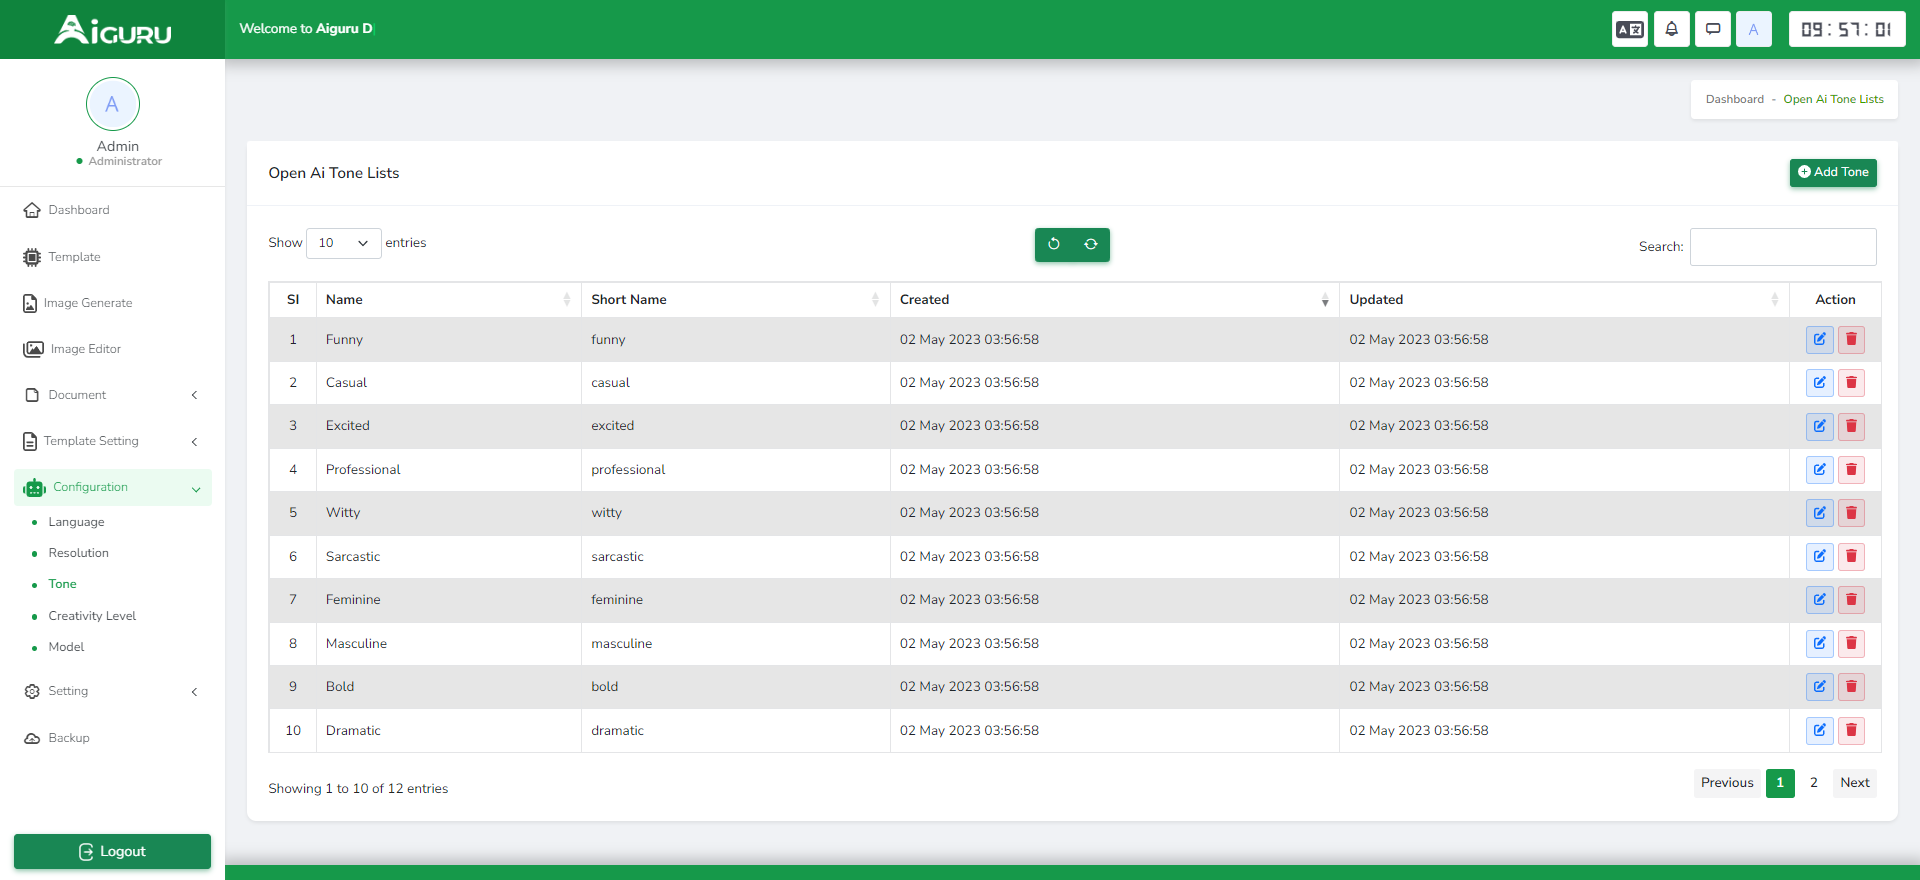 AiGURU
Welcome to Aiguru D
A
09:57:01
A
Admin
Administrator
Dashboard
Template
Image Generate
Image Editor
Document
Template Setting
Configuration
Language
Resolution
Tone
Creativity Level
Model
Setting
Backup
Logout
Dashboard - Open Ai Tone Lists
Open Ai Tone Lists
Add Tone
Show 10 entries
Search:
Sl Name Short Name Created Updated Action
1 Funny funny 02 May 2023 03:56:58 02 May 2023 03:56:58
2 Casual casual 02 May 2023 03:56:58 02 May 2023 03:56:58
3 Excited excited 02 May 2023 03:56:58 02 May 2023 03:56:58
4 Professional professional 02 May 2023 03:56:58 02 May 2023 03:56:58
5 Witty witty 02 May 2023 03:56:58 02 May 2023 03:56:58
6 Sarcastic sarcastic 02 May 2023 03:56:58 02 May 2023 03:56:58
7 Feminine feminine 02 May 2023 03:56:58 02 May 2023 03:56:58
8 Masculine masculine 02 May 2023 03:56:58 02 May 2023 03:56:58
9 Bold bold 02 May 2023 03:56:58 02 May 2023 03:56:58
10 Dramatic dramatic 02 May 2023 03:56:58 02 May 2023 03:56:58
Showing 1 to 10 of 12 entries
Previous 1 2 Next